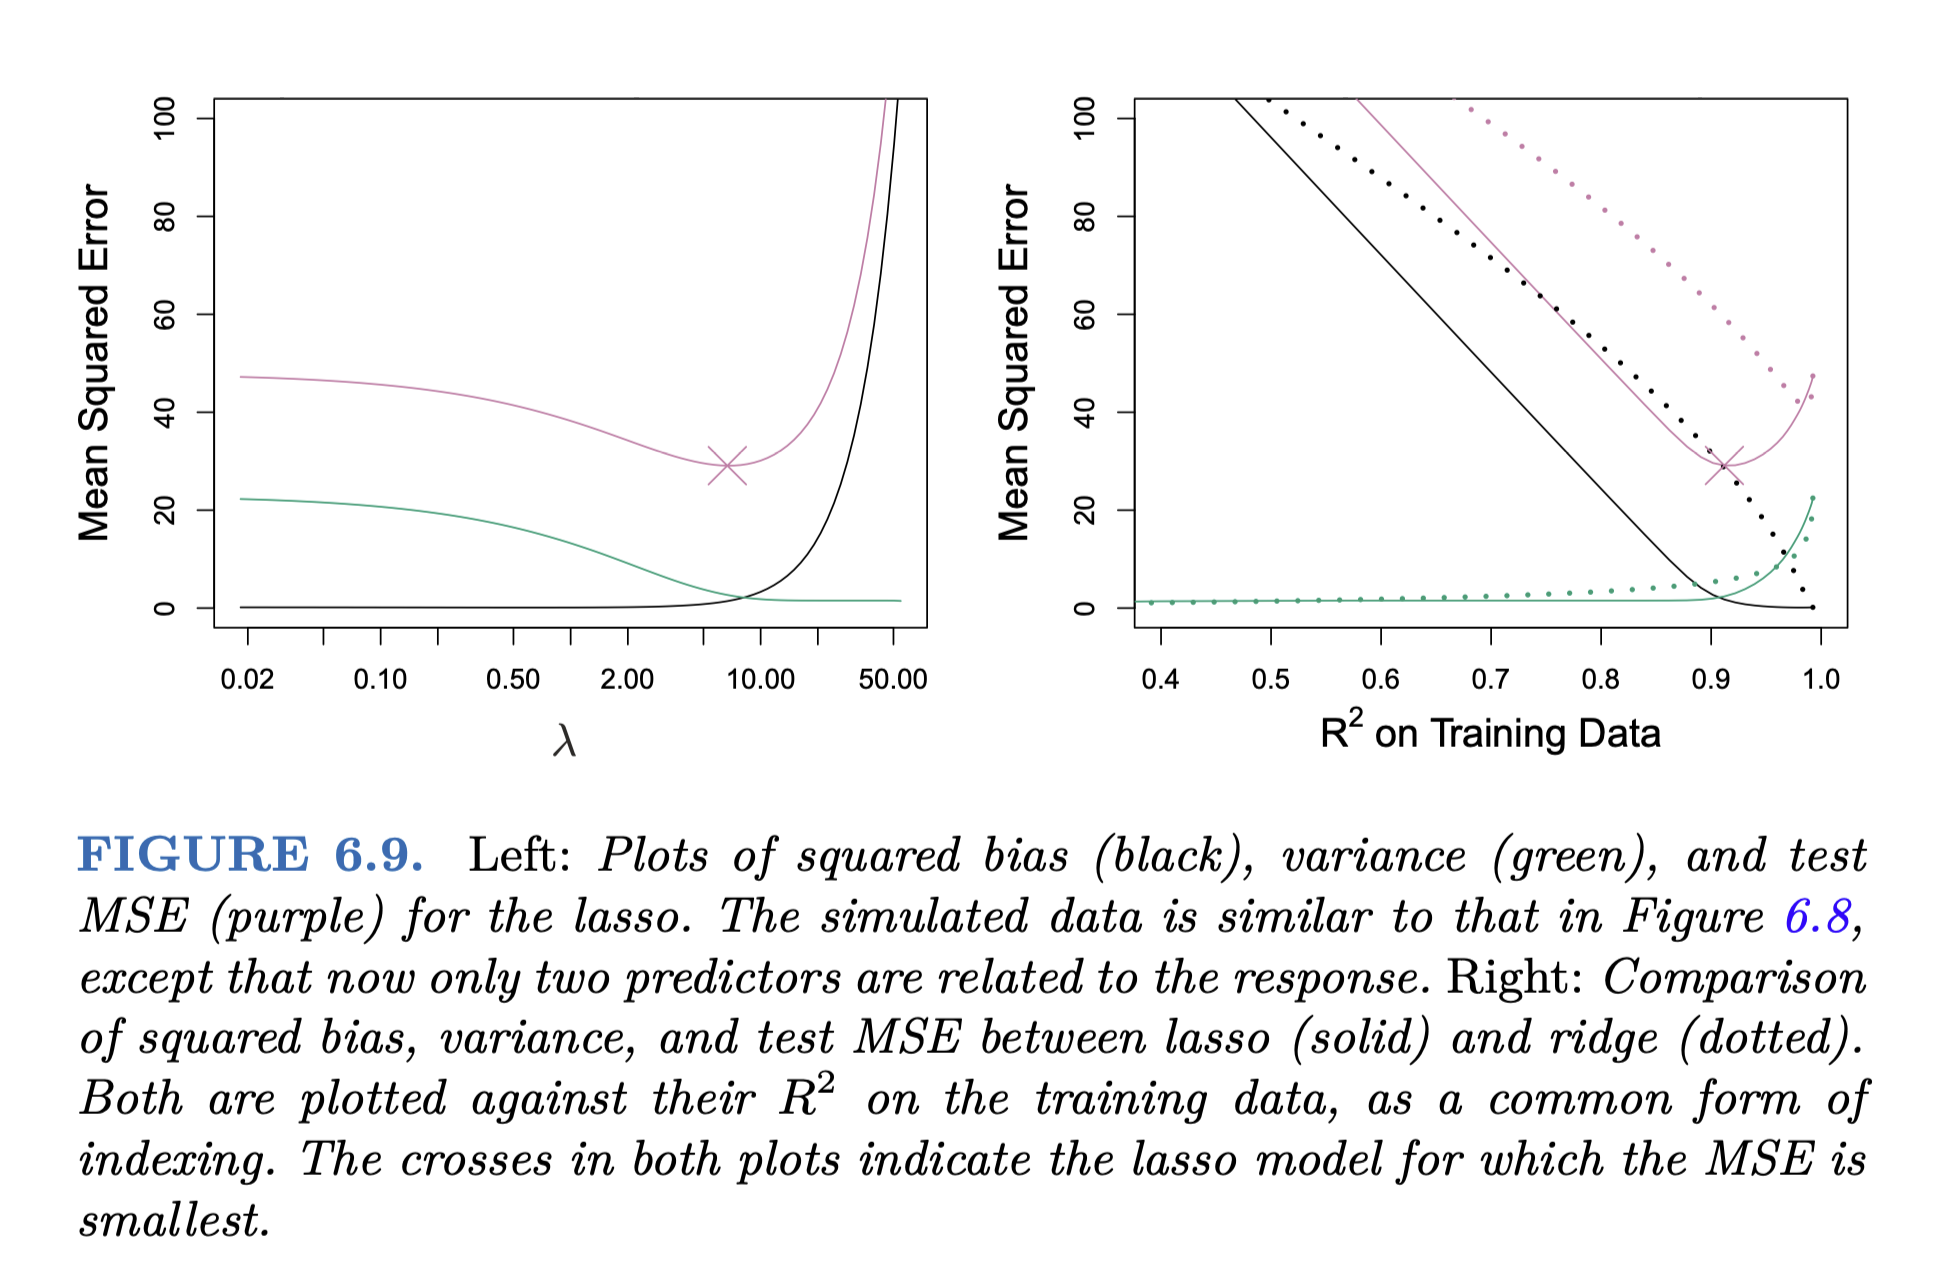 100
80
60
40
20
0
Mean Squared Error
0.02 0.10 0.50 2.00 10.00 50.00
λ
100
80
60
40
20
0
Mean Squared Error
0.4 0.5 0.6 0.7 0.8 0.9 1.0
R² on Training Data
FIGURE 6.9. Left: Plots of squared bias (black), variance (green), and test
MSE (purple) for the lasso. The simulated data is similar to that in Figure 6.8,
except that now only two predictors are related to the response. Right: Comparison
of squared bias, variance, and test MSE between lasso (solid) and ridge (dotted).
Both are plotted against their R² on the training data, as a common form of
indexing. The crosses in both plots indicate the lasso model for which the MSE is
smallest.